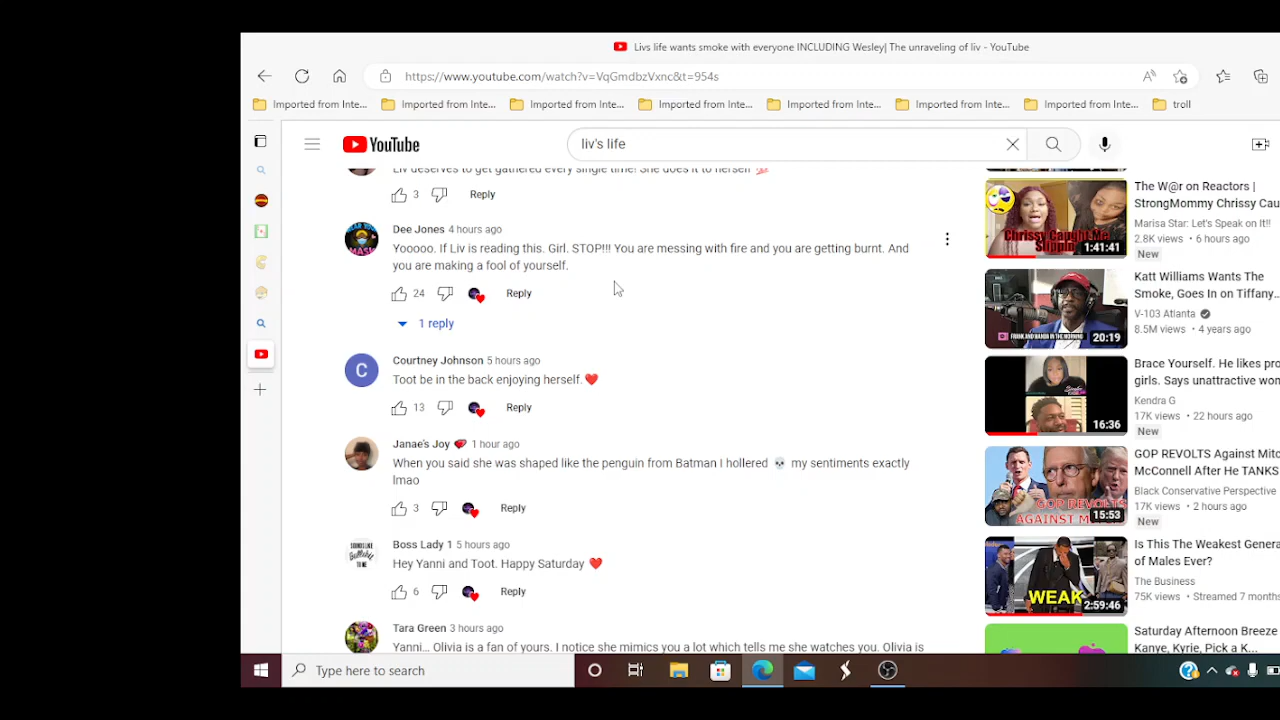 Livs life wants smoke with everyone INCLUDING Wesley| The unraveling of liv - YouTube
https://www.youtube.com/watch?v=VqGmdbzVxnc&t=954s
Imported from Inte...
Imported from Inte...
Imported from Inte...
Imported from Inte...
Imported from Inte...
Imported from Inte...
Imported from Inte...
troll
YouTube
liv's life
Liv deserves to get gathered every single time! She does it to herself 💯
3 Reply
Dee Jones 4 hours ago
Yooooo. If Liv is reading this. Girl. STOP!!! You are messing with fire and you are getting burnt. And
you are making a fool of yourself.
24 Reply
1 reply
C
Courtney Johnson 5 hours ago
Toot be in the back enjoying herself. ❤️
13 Reply
Janae's Joy 1 hour ago
When you said she was shaped like the penguin from Batman I hollered 💀 my sentiments exactly
lmao
3 Reply
Boss Lady 1 5 hours ago
Hey Yanni and Toot. Happy Saturday ❤️
6 Reply
Tara Green 3 hours ago
Yanni... Olivia is a fan of yours. I notice she mimics you a lot which tells me she watches you. Olivia is
Chrissy Caught Me
Slippin
1:41:41
The W@r on Reactors |
StrongMommy Chrissy Cau
Marisa Star: Let's Speak on It!!
2.8K views • 6 hours ago
New
FRANK AND WANDA IN THE MORNING
20:19
Katt Williams Wants The
Smoke, Goes In on Tiffany
V-103 Atlanta
8.5M views • 4 years ago
16:36
Brace Yourself. He likes pro
girls. Says unattractive wor
Kendra G
17K views • 22 hours ago
New
GOP REVOLTS
AGAINST M
15:53
GOP REVOLTS Against Mitc
McConnell After He TANKS
Black Conservative Perspective
17K views • 2 hours ago
New
WEAK
2:59:46
Is This The Weakest Genera
of Males Ever?
The Business
75K views • Streamed 7 months
Saturday Afternoon Breeze
Kanye, Kyrie, Pick a K...
Type here to search